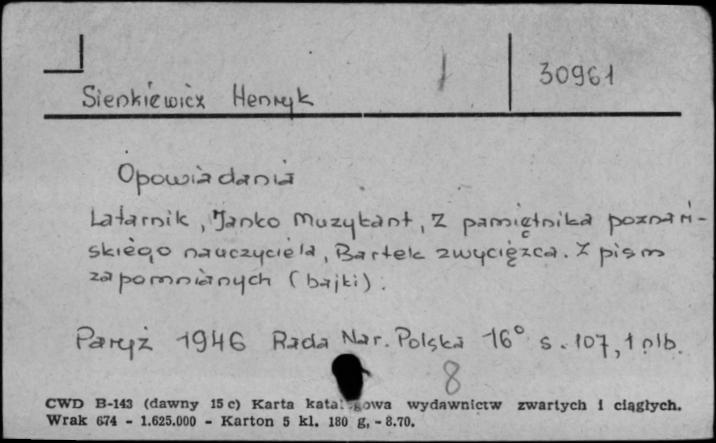 30961
Sienkiewicz Henryk
Opowiadania
Latarnik, Janko Muzykant, Z pamiętnika poznań-
skiego nauczyciela, Bartek zwycięzca. Z pism
zapomnianych (bajki).
Paryż 1946 Rada Nar. Polska 16° s. 107, 1 nlb.
8
CWD B-143 (dawny 15 c) Karta katalogowa wydawnictw zwartych i ciągłych.
Wrak 674 - 1.625.000 - Karton 5 kl. 180 g, - 8.70.